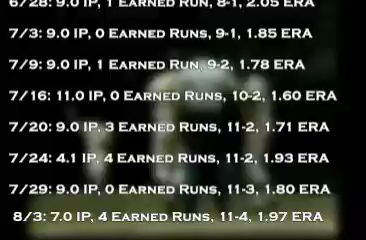 6/28: 9.0 IP, 1 Earned Run, 8-1, 2.05 ERA
7/3: 9.0 IP, 0 Earned Runs, 9-1, 1.85 ERA
7/9: 9.0 IP, 1 Earned Run, 9-2, 1.78 ERA
7/16: 11.0 IP, 0 Earned Runs, 10-2, 1.60 ERA
7/20: 9.0 IP, 3 Earned Runs, 11-2, 1.71 ERA
7/24: 4.1 IP, 4 Earned Runs, 11-2, 1.93 ERA
7/29: 9.0 IP, 0 Earned Runs, 11-3, 1.80 ERA
8/3: 7.0 IP, 4 Earned Runs, 11-4, 1.97 ERA